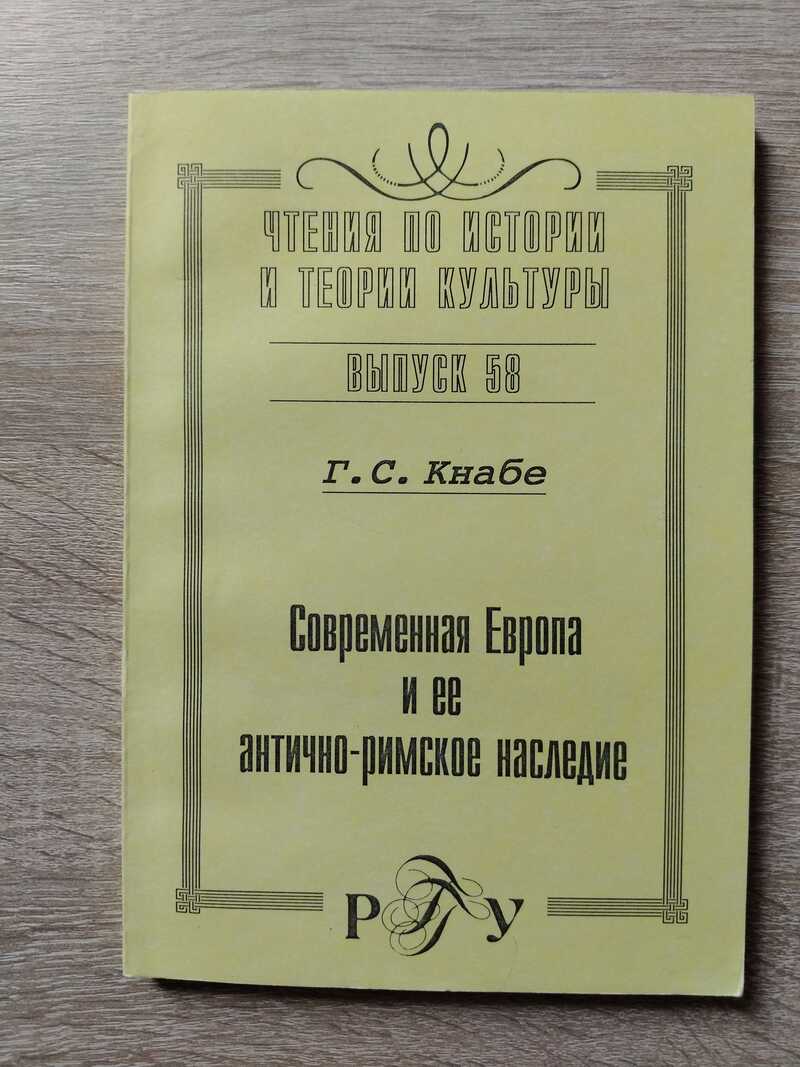 ЧТЕНИЯ ПО ИСТОРИИ
И ТЕОРИИ КУЛЬТУРЫ
ВЫПУСК 58
Г.С. Кнабе
Современная Европа
и ее
антично-римское наследие
РГГУ